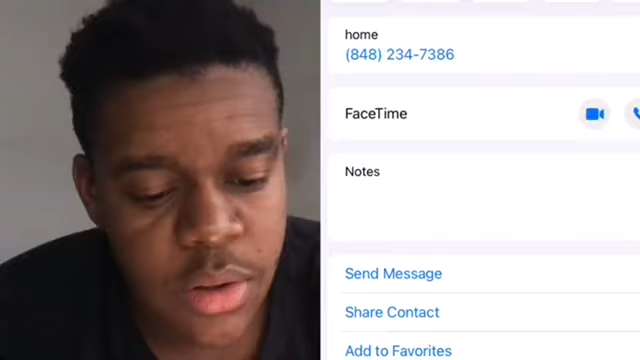 home
(848) 234-7386
FaceTime
Notes
Send Message
Share Contact
Add to Favorites